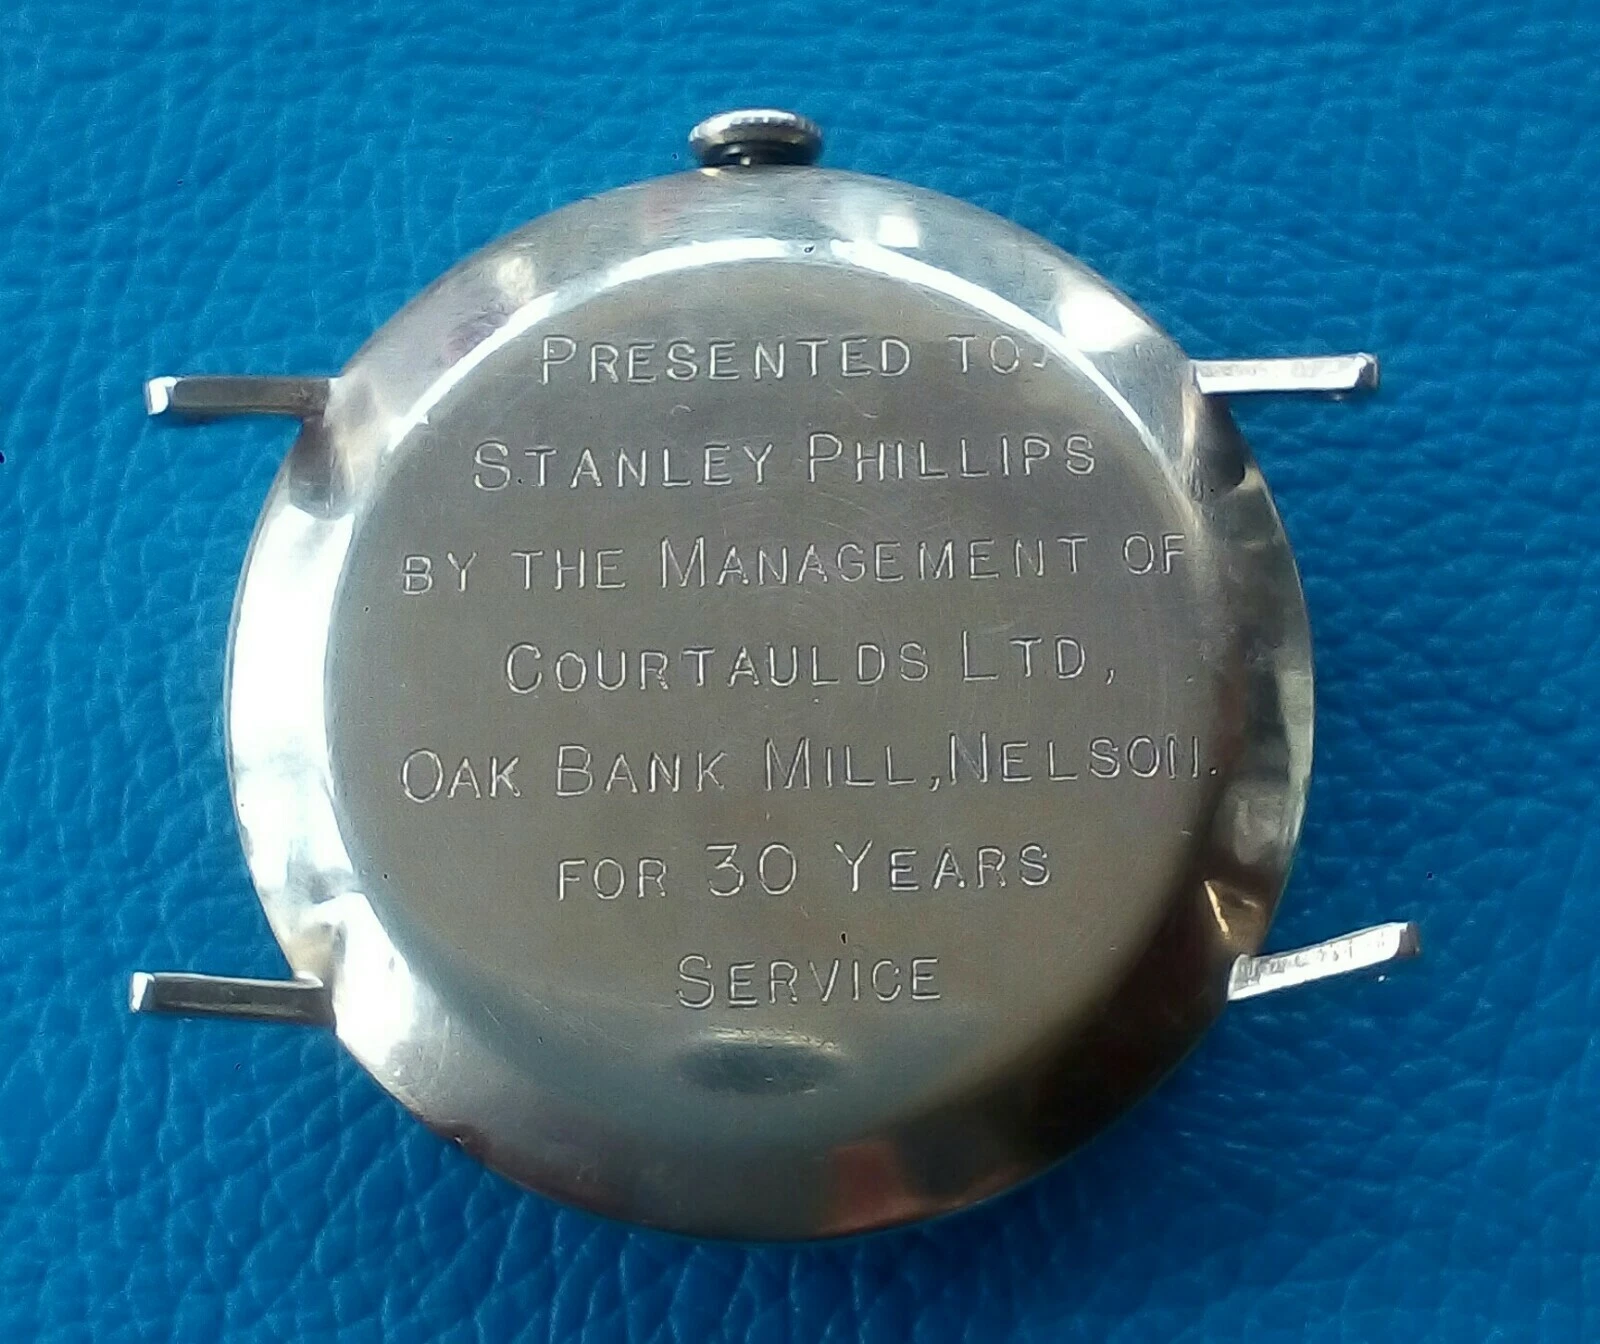 PRESENTED TO
STANLEY PHILLIPS
BY THE MANAGEMENT OF
COURTAULDS LTD,
OAK BANK MILL, NELSON.
FOR 30 YEARS
SERVICE